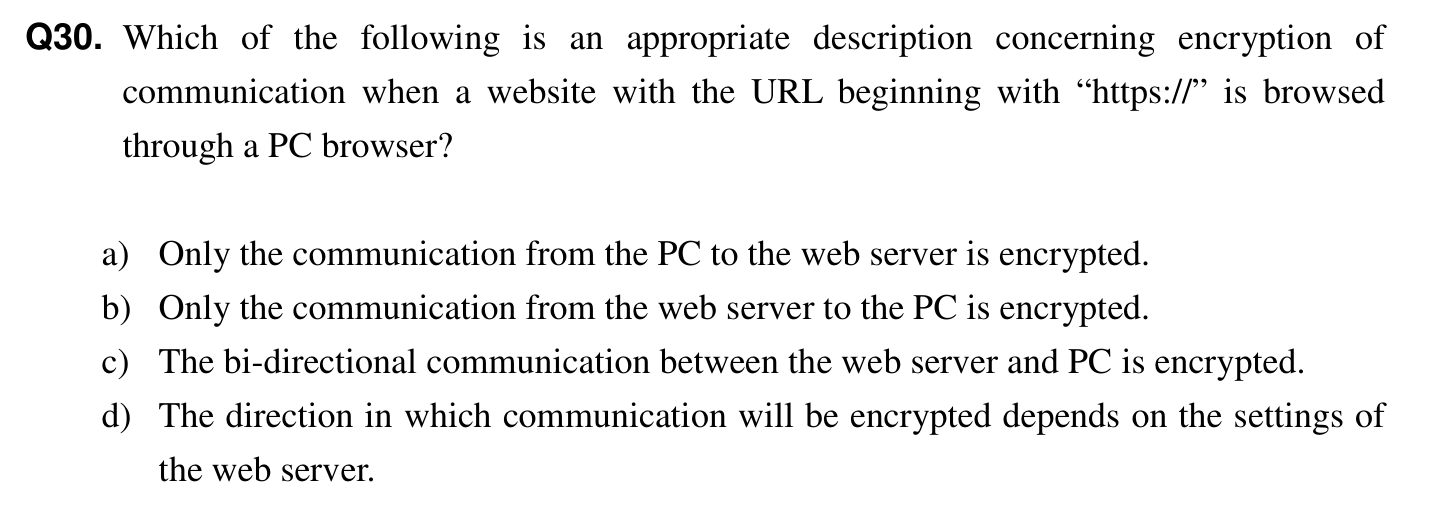 Q30. Which of the following is an appropriate description concerning encryption of
communication when a website with the URL beginning with “https://” is browsed
through a PC browser?
a) Only the communication from the PC to the web server is encrypted.
b) Only the communication from the web server to the PC is encrypted.
c) The bi-directional communication between the web server and PC is encrypted.
d) The direction in which communication will be encrypted depends on the settings of
the web server.